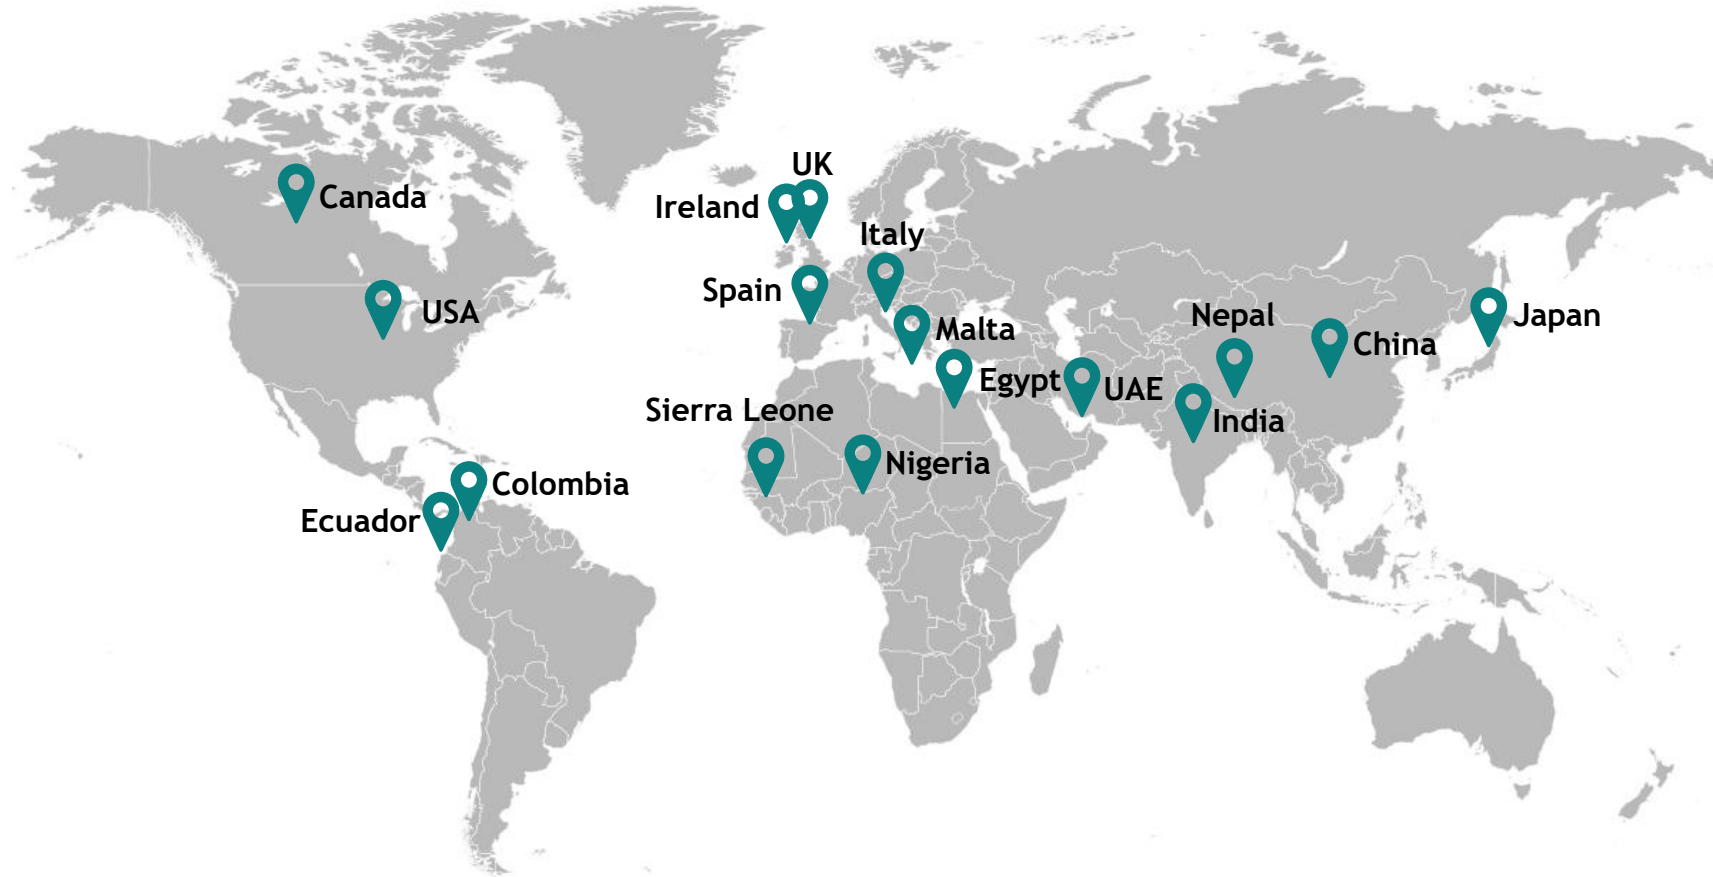 UK
Canada
Ireland
Italy
Spain
USA
Malta
Nepal
Japan
China
Egypt
UAE
Sierra Leone
India
Nigeria
Colombia
Ecuador